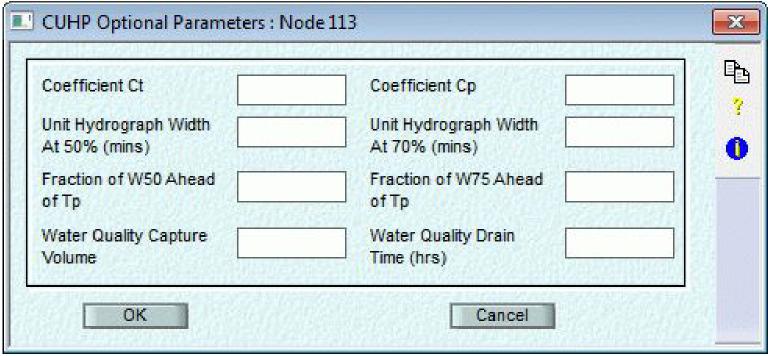 CUHP Optional Parameters : Node 113
Coefficient Ct
Coefficient Cp
Unit Hydrograph Width
At 50% (mins)
Unit Hydrograph Width
At 70% (mins)
Fraction of W50 Ahead
of Tp
Fraction of W75 Ahead
of Tp
Water Quality Capture
Volume
Water Quality Drain
Time (hrs)
OK
Cancel